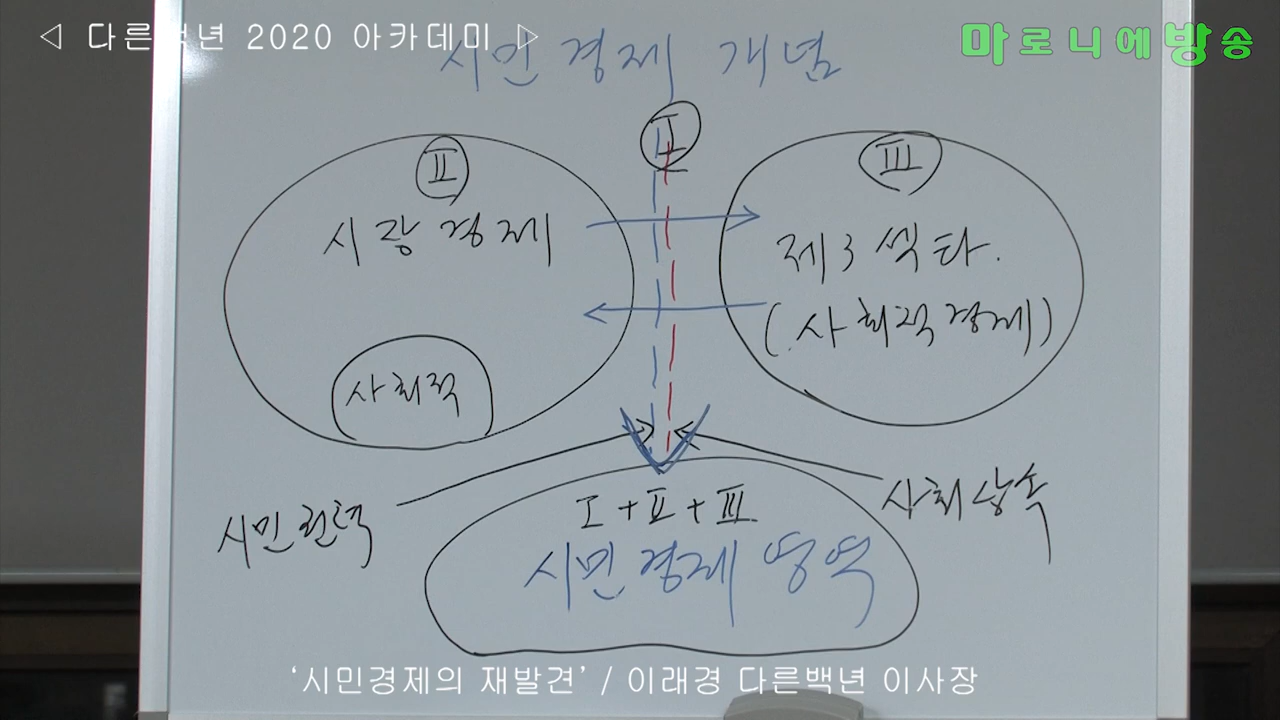 ◁ 다른백년 2020 아카데미 ▷
마로니에방송
시민경제 개념
I
II
시장경제
사회적
III
제3섹타.
(사회적경제)
시민권력
사회상속
I + II + III
시민경제 영역
‘시민경제의 재발견’ / 이래경 다른백년 이사장